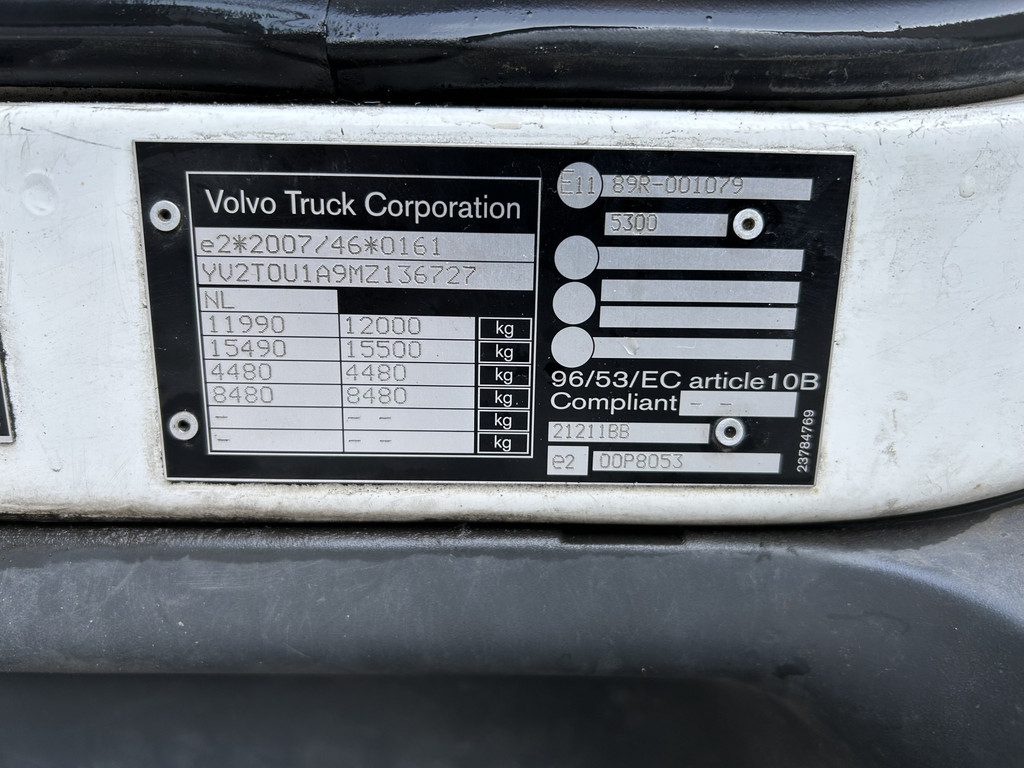 Volvo Truck Corporation
e2*2007/46*0161
YV2T0U1A9MZ136727
NL
11990 12000 kg
15490 15500 kg
4480 4480 kg
8480 8480 kg
- - - kg
- - - kg
E11 89R-001079
5300
96/53/EC article10B
Compliant - -
21211BB
e2 00P8053
23784769